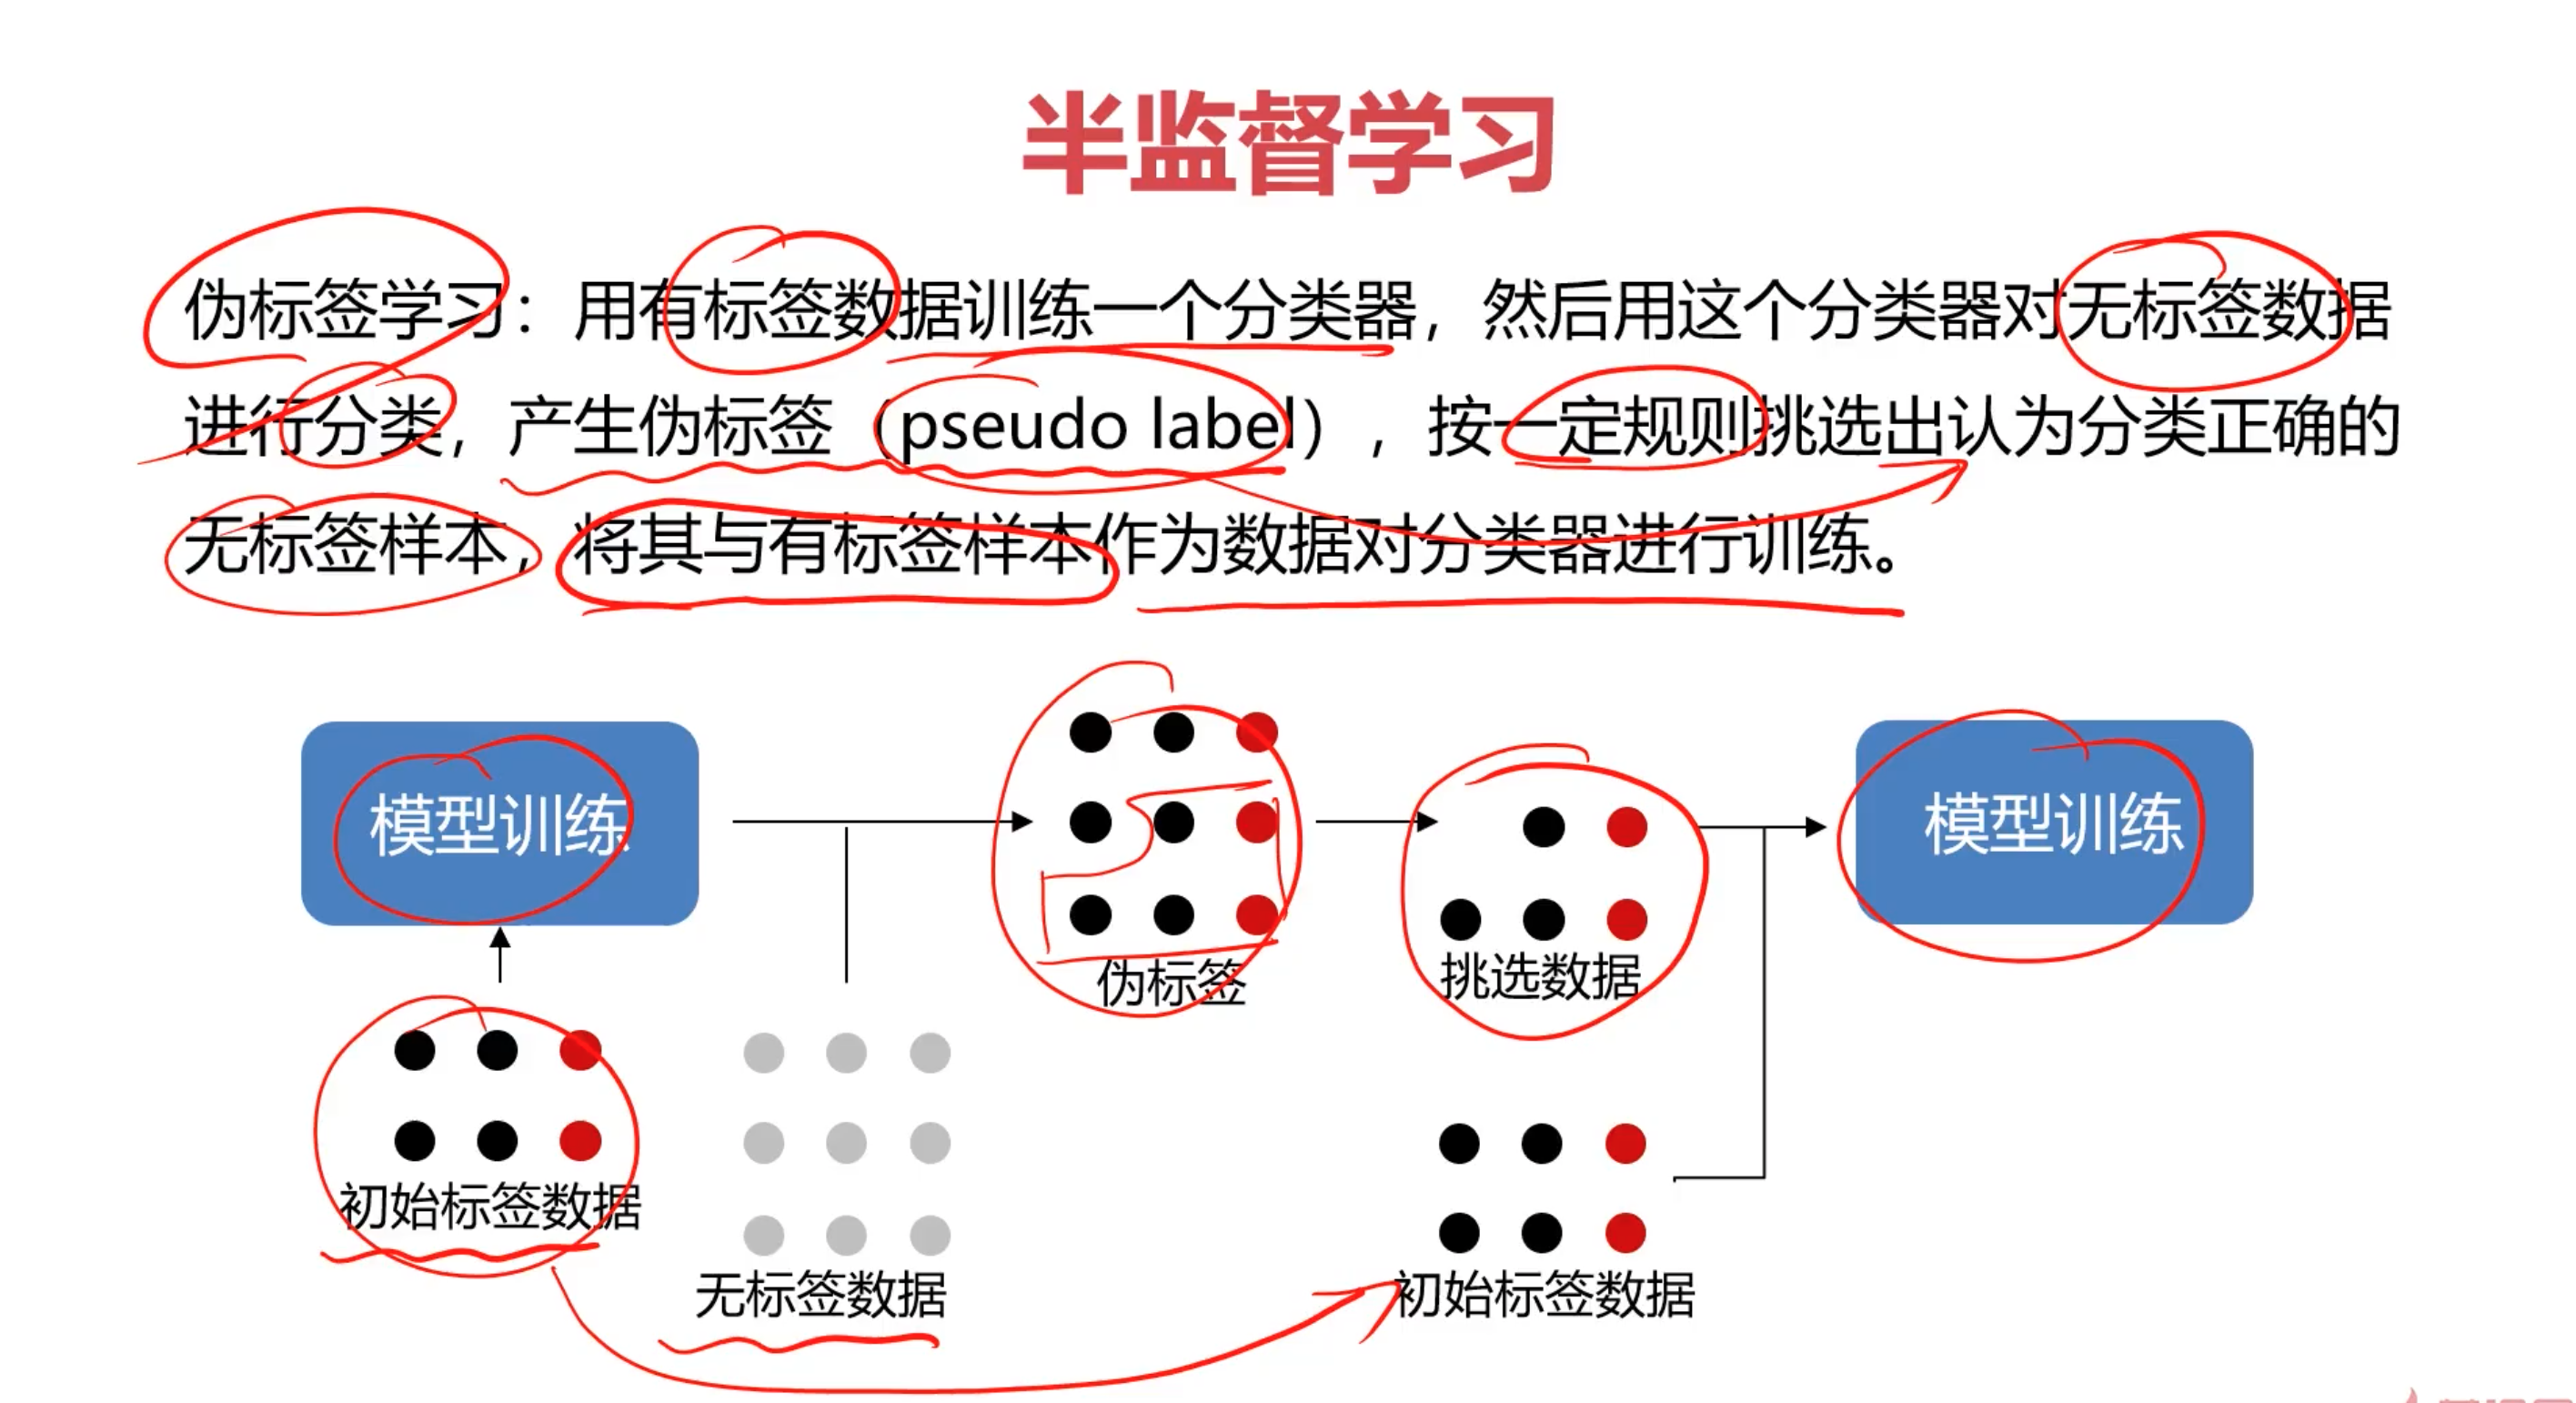 半监督学习
伪标签学习：用有标签数据训练一个分类器，然后用这个分类器对无标签数据
进行分类，产生伪标签（pseudo label），按一定规则挑选出认为分类正确的
无标签样本，将其与有标签样本作为数据对分类器进行训练。
模型训练
模型训练
伪标签
挑选数据
初始标签数据
无标签数据
初始标签数据